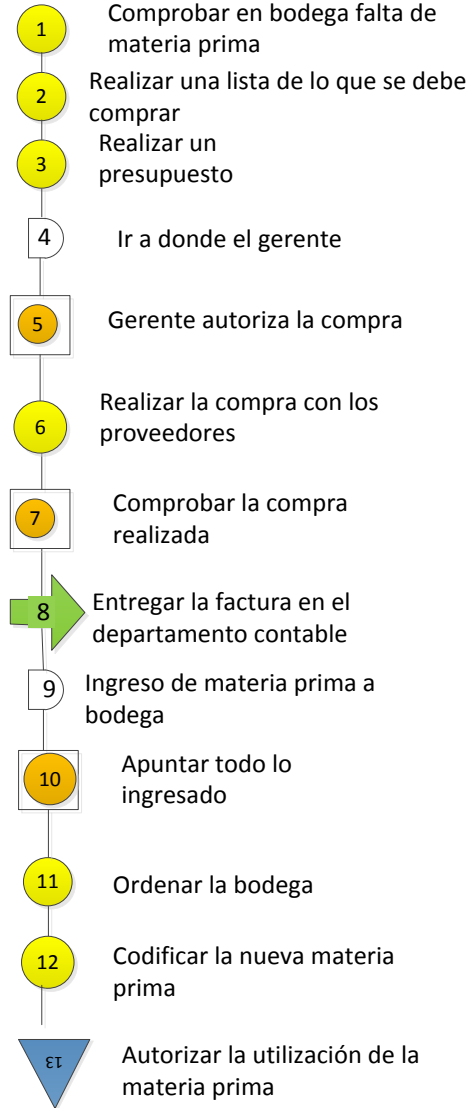 1
Comprobar en bodega falta de
materia prima
2
Realizar una lista de lo que se debe
comprar
3
Realizar un
presupuesto
4
Ir a donde el gerente
5
Gerente autoriza la compra
6
Realizar la compra con los
proveedores
7
Comprobar la compra
realizada
8
Entregar la factura en el
departamento contable
9
Ingreso de materia prima a
bodega
10
Apuntar todo lo
ingresado
11
Ordenar la bodega
12
Codificar la nueva materia
prima
13
Autorizar la utilización de la
materia prima